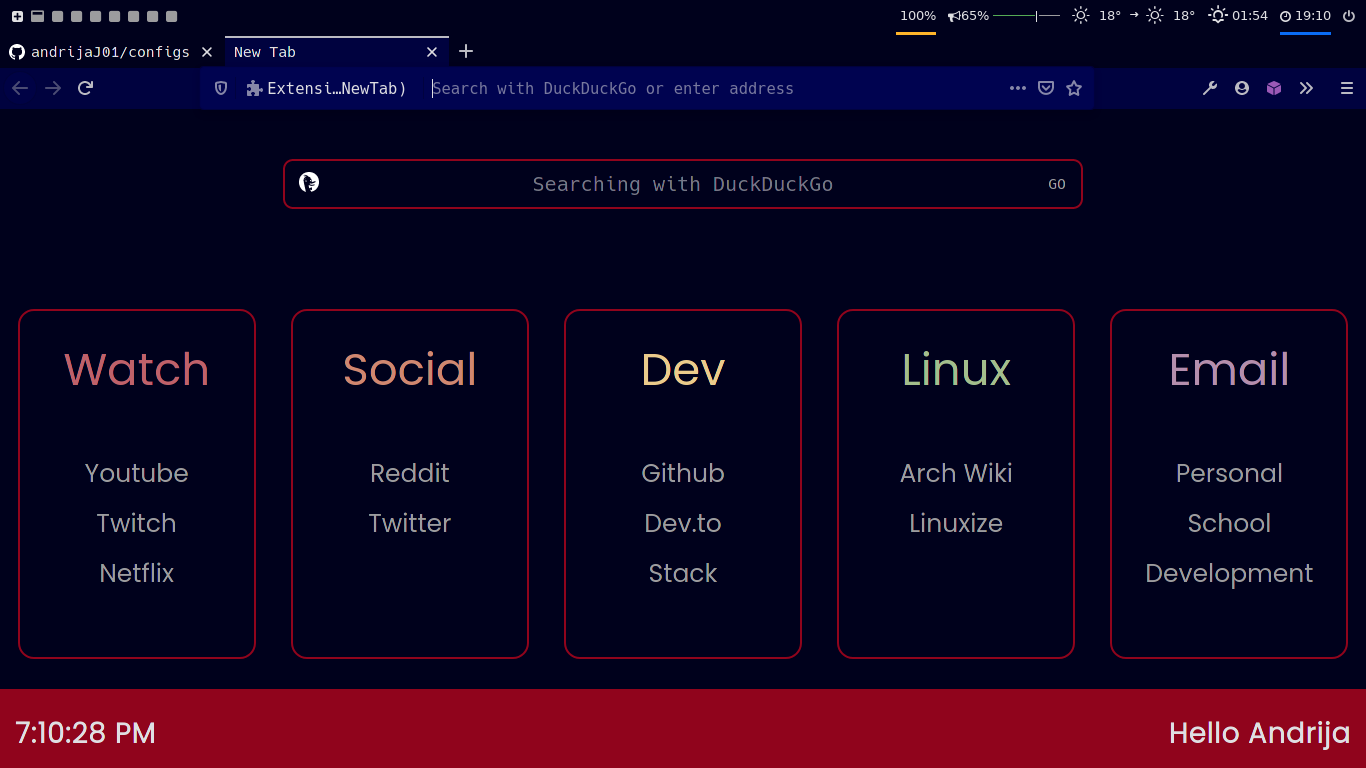 100% 65% 18° → 18° 01:54 19:10
andrijaJ01/configs New Tab
Extensi…NewTab) Search with DuckDuckGo or enter address
Searching with DuckDuckGo GO
Watch
Youtube
Twitch
Netflix
Social
Reddit
Twitter
Dev
Github
Dev.to
Stack
Linux
Arch Wiki
Linuxize
Email
Personal
School
Development
7:10:28 PM
Hello Andrija